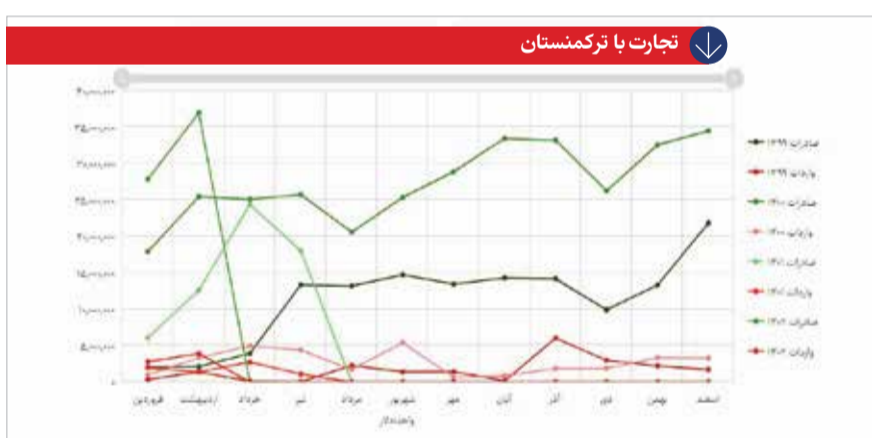 تجارت با ترکمنستان
۴۰,۰۰۰,۰۰۰
۳۵,۰۰۰,۰۰۰
۳۰,۰۰۰,۰۰۰
۲۵,۰۰۰,۰۰۰
۲۰,۰۰۰,۰۰۰
۱۵,۰۰۰,۰۰۰
۱۰,۰۰۰,۰۰۰
۵,۰۰۰,۰۰۰
۰
صادرات ۱۳۹۹
واردات ۱۳۹۹
صادرات ۱۴۰۰
واردات ۱۴۰۰
صادرات ۱۴۰۱
واردات ۱۴۰۱
صادرات ۱۴۰۲
واردات ۱۴۰۲
فروردین اردیبهشت خرداد تیر مرداد شهریور مهر آبان آذر دی بهمن اسفند
واحد:دلار